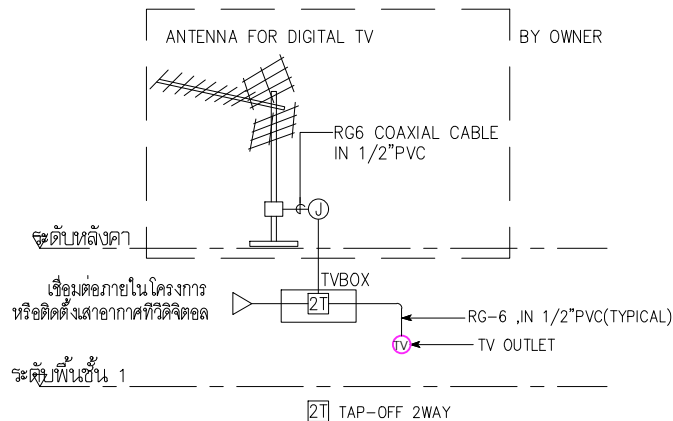 ANTENNA FOR DIGITAL TV
BY OWNER
RG6 COAXIAL CABLE
IN 1/2"PVC
J
ระดับหลังคา
TVBOX
เชื่อมต่อภายในโครงการ
หรือติดตั้งเสาอากาศทีวีดิจิตอล
2T
RG-6 ,IN 1/2"PVC(TYPICAL)
TV
TV OUTLET
ระดับพื้นชั้น 1
2T TAP-OFF 2WAY